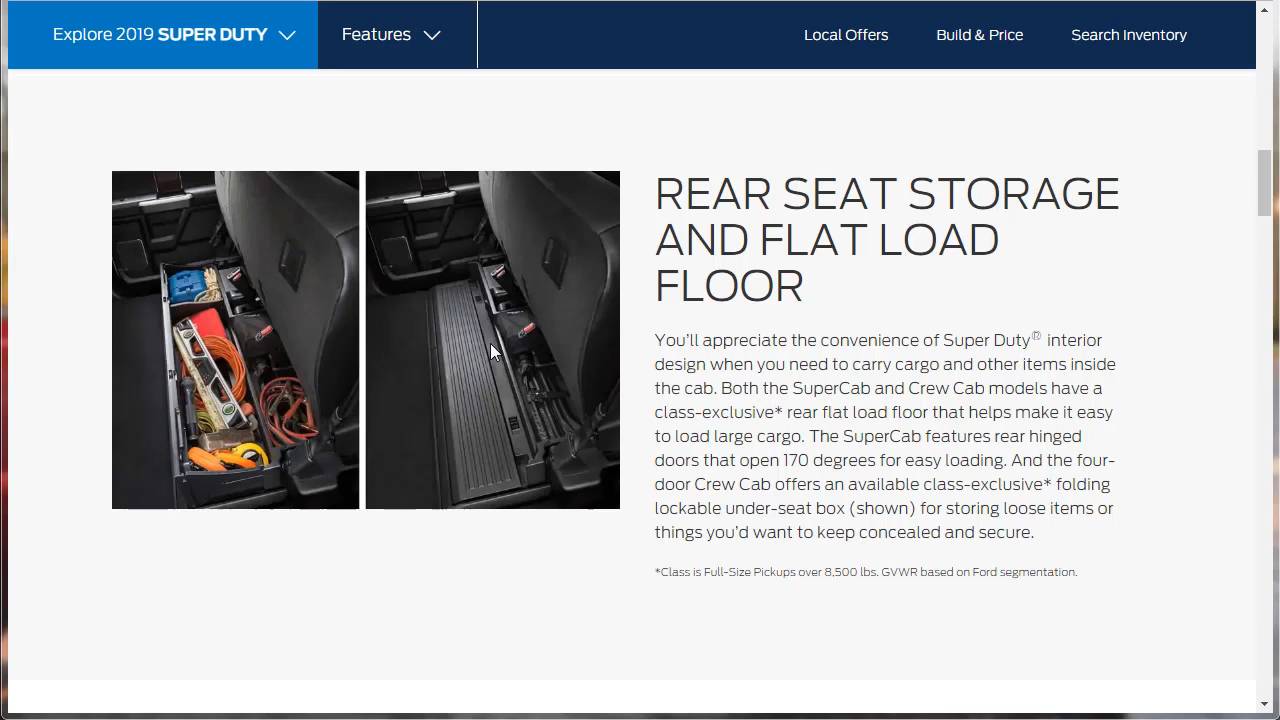 Explore 2019 SUPER DUTY
Features
Local Offers
Build & Price
Search Inventory
REAR SEAT STORAGE
AND FLAT LOAD
FLOOR
You’ll appreciate the convenience of Super Duty® interior
design when you need to carry cargo and other items inside
the cab. Both the SuperCab and Crew Cab models have a
class-exclusive* rear flat load floor that helps make it easy
to load large cargo. The SuperCab features rear hinged
doors that open 170 degrees for easy loading. And the four-
door Crew Cab offers an available class-exclusive* folding
lockable under-seat box (shown) for storing loose items or
things you’d want to keep concealed and secure.
*Class is Full-Size Pickups over 8,500 lbs. GVWR based on Ford segmentation.